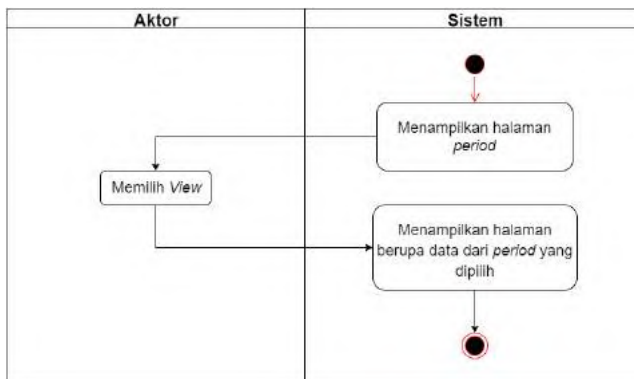 Aktor
Sistem
Menampilkan halaman
period
Memilih View
Menampilkan halaman
berupa data dari period yang
dipilih